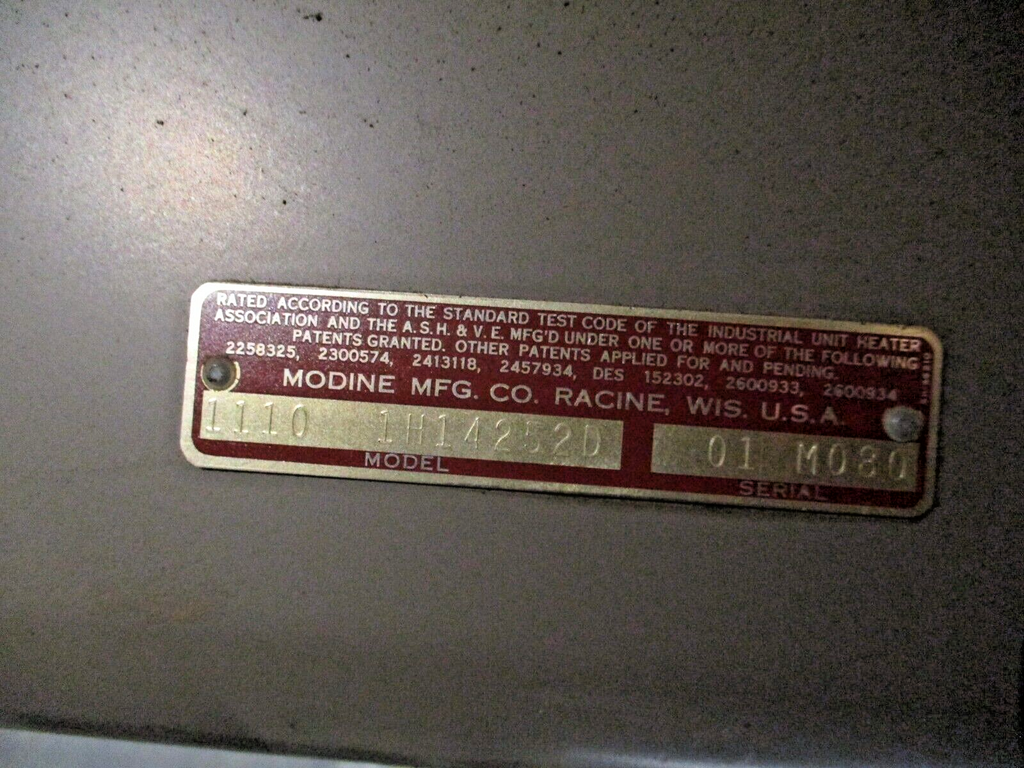 RATED ACCORDING TO THE STANDARD TEST CODE OF THE INDUSTRIAL UNIT HEATER
ASSOCIATION AND THE A.S.H. & V.E. MFG'D UNDER ONE OR MORE OF THE FOLLOWING
PATENTS GRANTED. OTHER PATENTS APPLIED FOR AND PENDING.
2258325, 2300574, 2413118, 2457934, DES 152302, 2600933, 2600934
MODINE MFG. CO. RACINE, WIS. U.S.A.
1110 1H14252D 01 M080
MODEL SERIAL